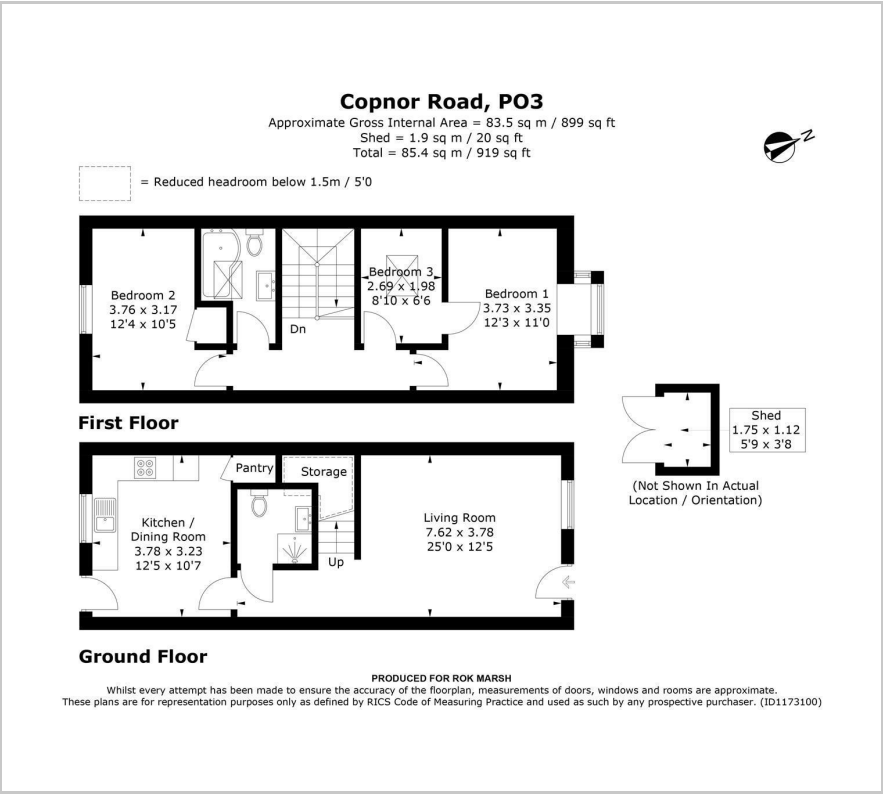 Copnor Road, PO3
Approximate Gross Internal Area = 83.5 sq m / 899 sq ft
Shed = 1.9 sq m / 20 sq ft
Total = 85.4 sq m / 919 sq ft
Z
= Reduced headroom below 1.5m / 5'0
Bedroom 2
3.76 x 3.17
12'4 x 10'5
Dn
Bedroom 3
2.69 x 1.98
8'10 x 6'6
Bedroom 1
3.73 x 3.35
12'3 x 11'0
First Floor
Shed
1.75 x 1.12
5'9 x 3'8
(Not Shown In Actual
Location / Orientation)
Pantry
Storage
Kitchen /
Dining Room
3.78 x 3.23
12'5 x 10'7
Up
Living Room
7.62 x 3.78
25'0 x 12'5
Ground Floor
PRODUCED FOR ROK MARSH
Whilst every attempt has been made to ensure the accuracy of the floorplan, measurements of doors, windows and rooms are approximate.
These plans are for representation purposes only as defined by RICS Code of Measuring Practice and used as such by any prospective purchaser. (ID1173100)